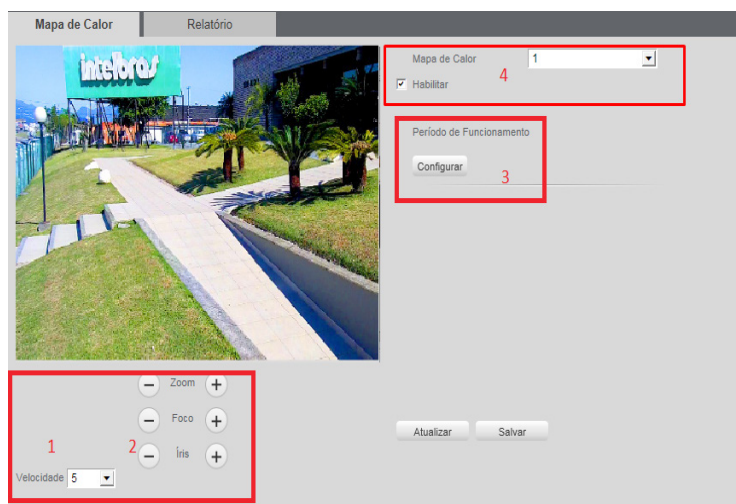 Mapa de Calor
Relatório
intelbras
Mapa de Calor 1
Habilitar
4
Período de Funcionamento
Configurar
3
Zoom
Foco
1
2
Íris
Velocidade 5
Atualizar
Salvar